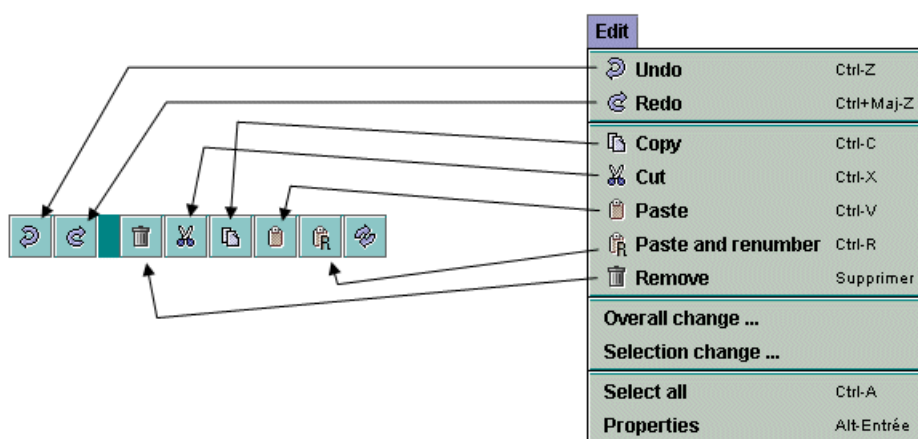 Edit
Undo Ctrl-Z
Redo Ctrl+Maj-Z
Copy Ctrl-C
Cut Ctrl-X
Paste Ctrl-V
Paste and renumber Ctrl-R
Remove Supprimer
Overall change ...
Selection change ...
Select all Ctrl-A
Properties Alt-Entrée